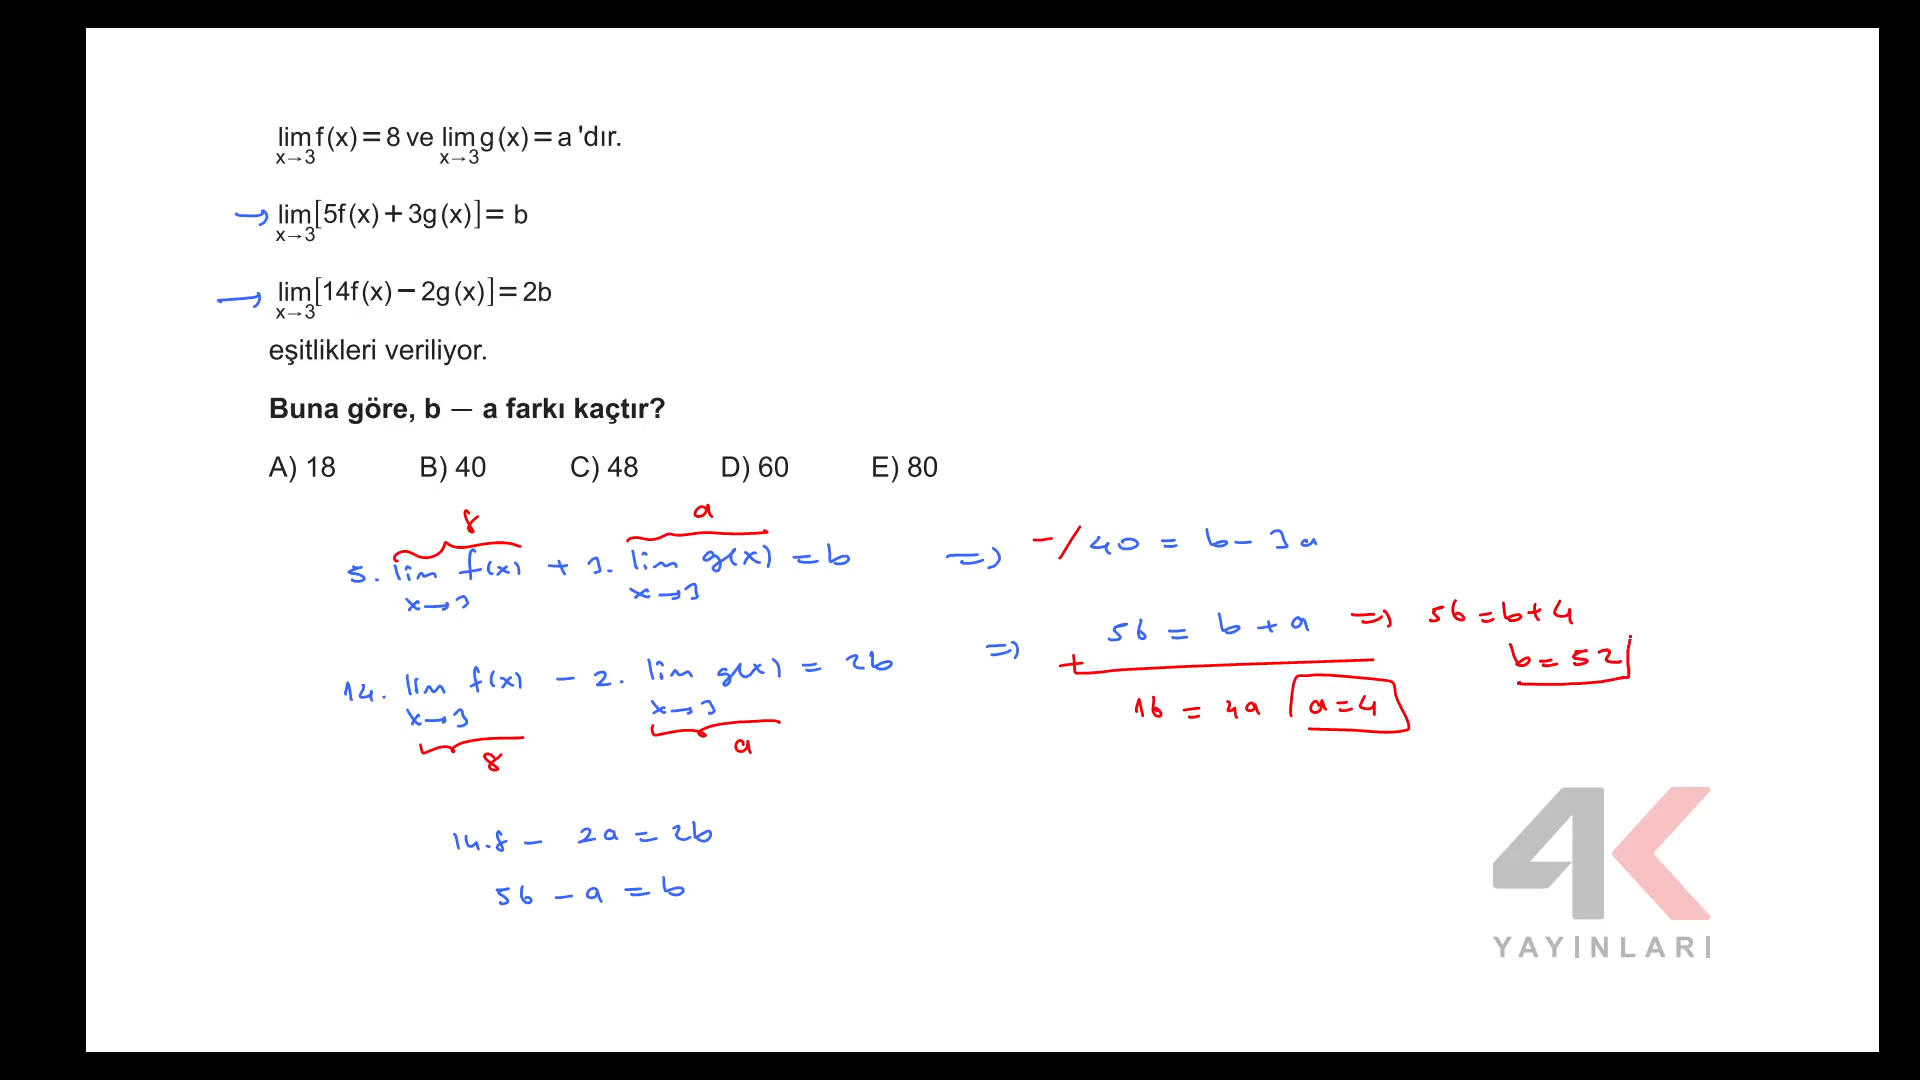 lim f(x) = 8 ve lim g(x) = a 'dır.
x→3 x→3
lim [5f(x) + 3g(x)] = b
x→3
lim [14f(x) − 2g(x)] = 2b
x→3
eşitlikleri veriliyor.
Buna göre, b — a farkı kaçtır?
A) 18 B) 40 C) 48 D) 60 E) 80
8 a
5. lim f(x) + 3. lim g(x) = b ⇒ -/ 40 = b - 3a
x→3 x→3
14. lim f(x) - 2. lim g(x) = 2b ⇒ 56 = b + a ⇒ 56 = b + 4
x→3 x→3
b = 52
+
16 = 4a a = 4
8 a
14.8 - 2a = 2b
56 - a = b
4K
YAYINLARI